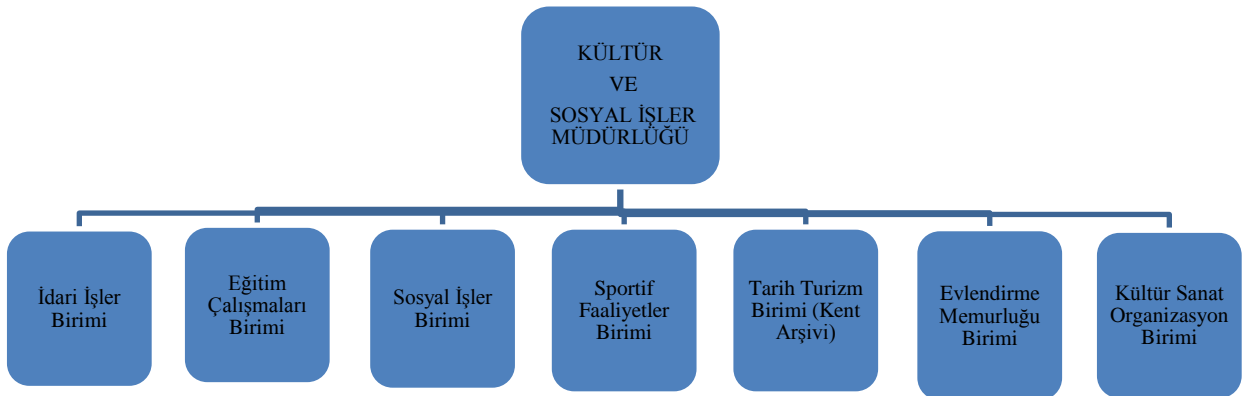 KÜLTÜR
VE
SOSYAL İŞLER
MÜDÜRLÜĞÜ
İdari İşler
Birimi
Eğitim
Çalışmaları
Birimi
Sosyal İşler
Birimi
Sportif
Faaliyetler
Birimi
Tarih Turizm
Birimi (Kent
Arşivi)
Evlendirme
Memurluğu
Birimi
Kültür Sanat
Organizasyon
Birimi